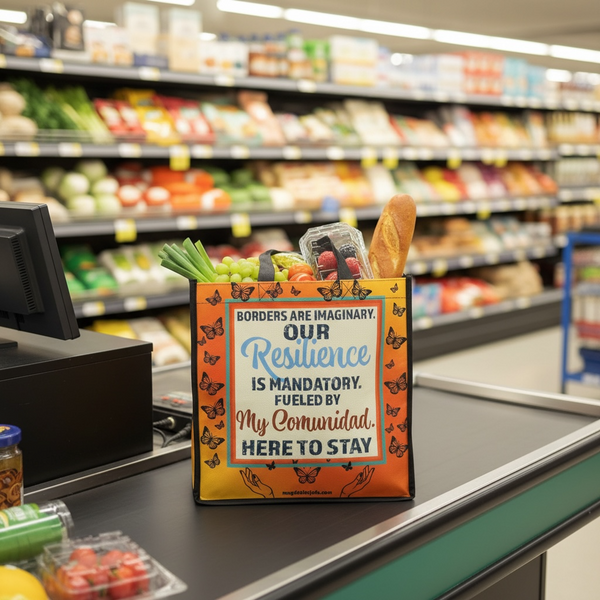 BORDERS ARE IMAGINARY.
OUR
Resilience
IS MANDATORY.
FUELED BY
My Comunidad.
HERE TO STAY